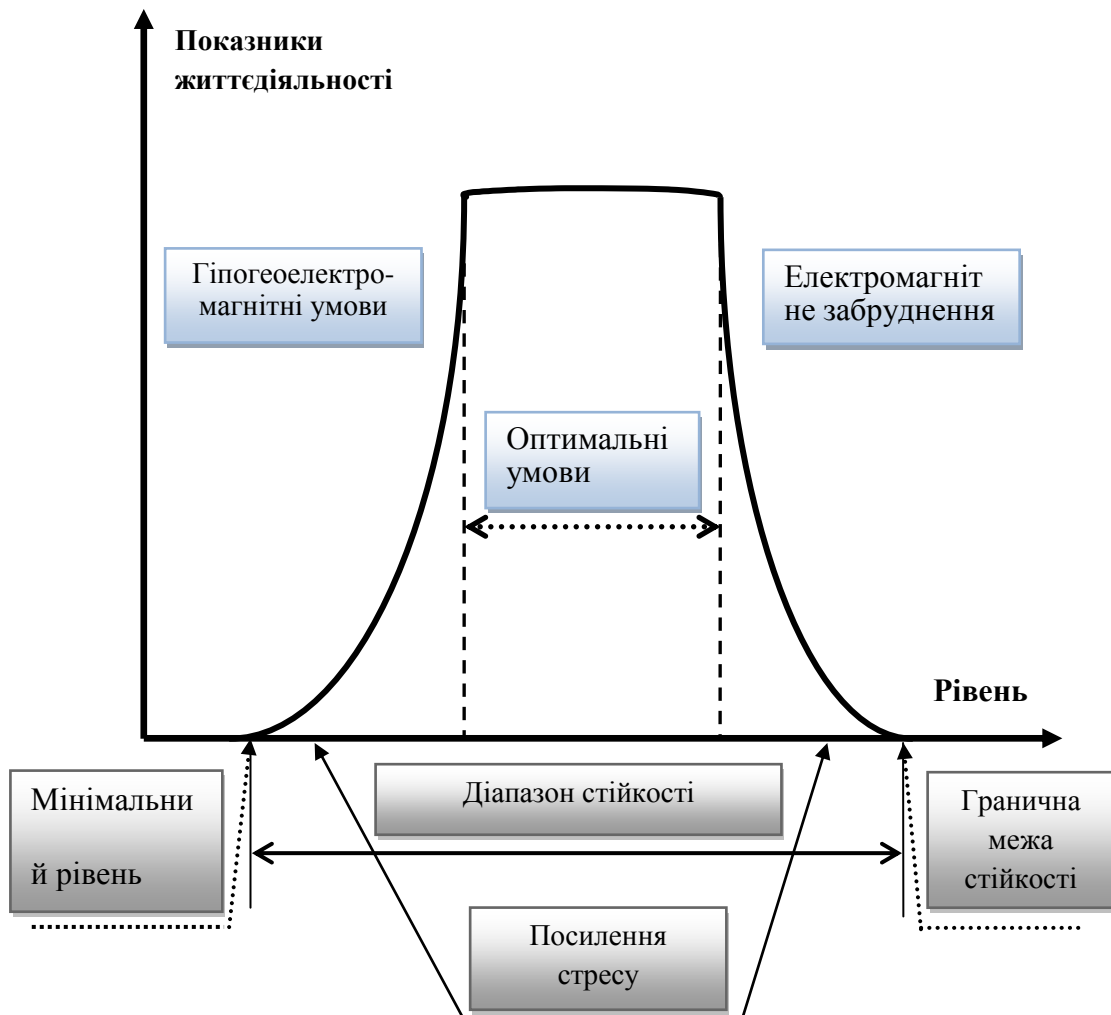 Показники
життєдіяльності
Гіпогеоелектро-
магнітні умови
Електромагніт
не забруднення
Оптимальні
умови
Рівень
Мінімальни
й рівень
Діапазон стійкості
Гранична
межа
стійкості
Посилення
стресу